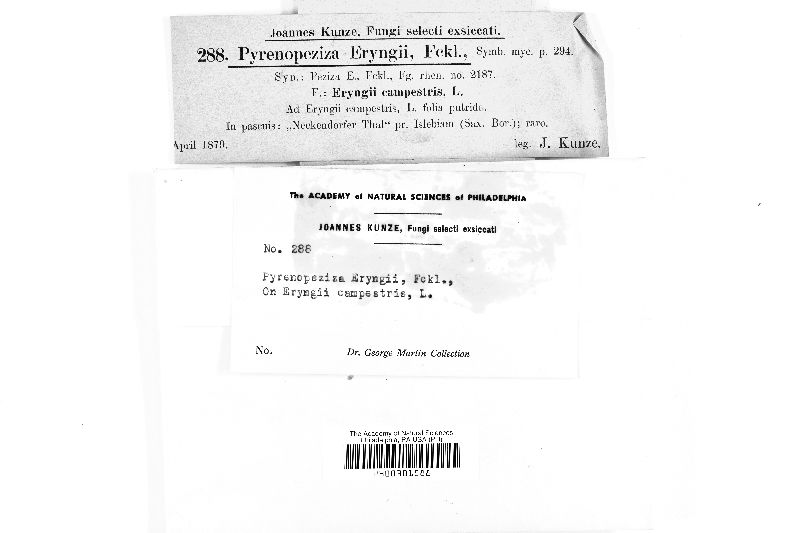 Joannes Kunze, Fungi selecti exsiccati.
288. Pyrenopeziza Eryngii, Fckl., Symb. myc. p. 294.
Syn.: Peziza E., Fckl., Fg. rhen. no. 2187.
F.: Eryngii campestris, L.
Ad Eryngii campestris, L. folia putrida.
In pascuis: „Neckendorfer Thal“ pr. Islebiam (Sax. Bor.); raro.
April 1879. leg. J. Kunze.
The ACADEMY of NATURAL SCIENCES of PHILADELPHIA
JOANNES KUNZE, Fungi selecti exsiccati
No. 288
Pyrenopeziza Eryngii, Fckl.,
On Eryngii campestris, L.
No. Dr. George Martin Collection
The Academy of Natural Sciences
Philadelphia, PA USA (PH)